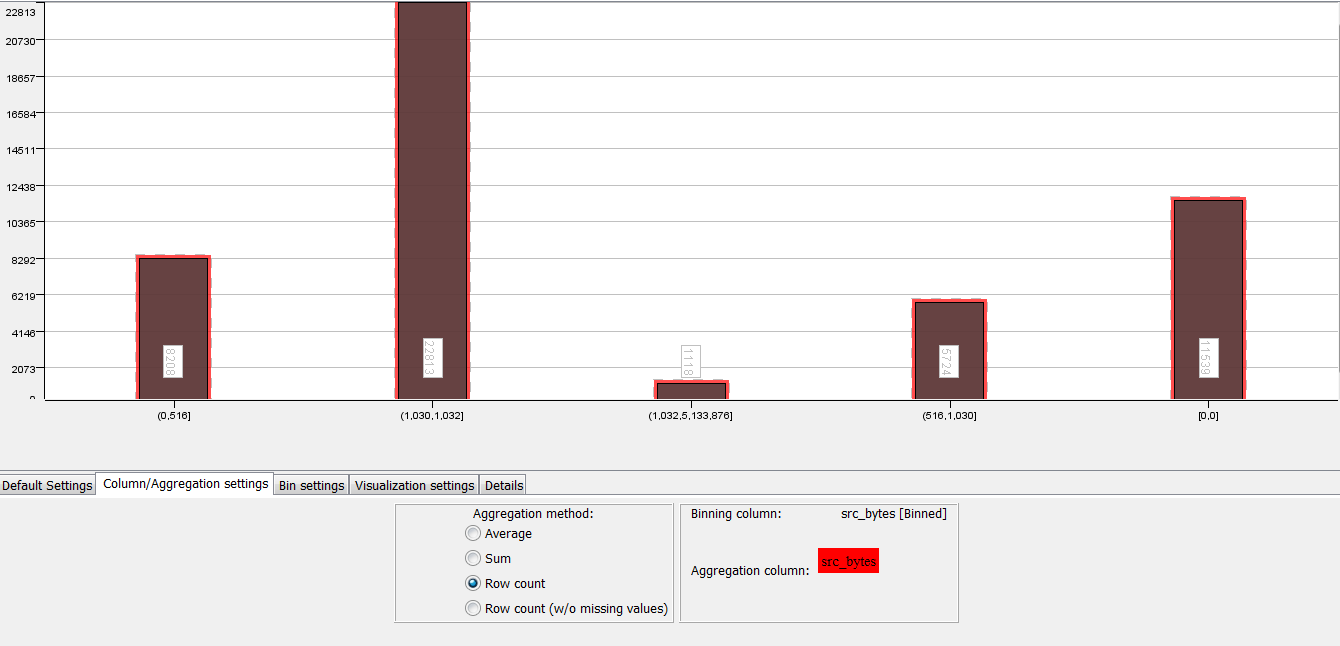 22813
20730
18657
16584
14511
12438
10365
8292
6219
4146
2073
0
8208
22813
1118
5724
11539
(0,516]
(1,030,1,032]
(1,032,5,133,876]
(516,1,030]
[0,0]
Default Settings
Column/Aggregation settings
Bin settings
Visualization settings
Details
Aggregation method:
Average
Sum
Row count
Row count (w/o missing values)
Binning column: src_bytes [Binned]
Aggregation column: src_bytes